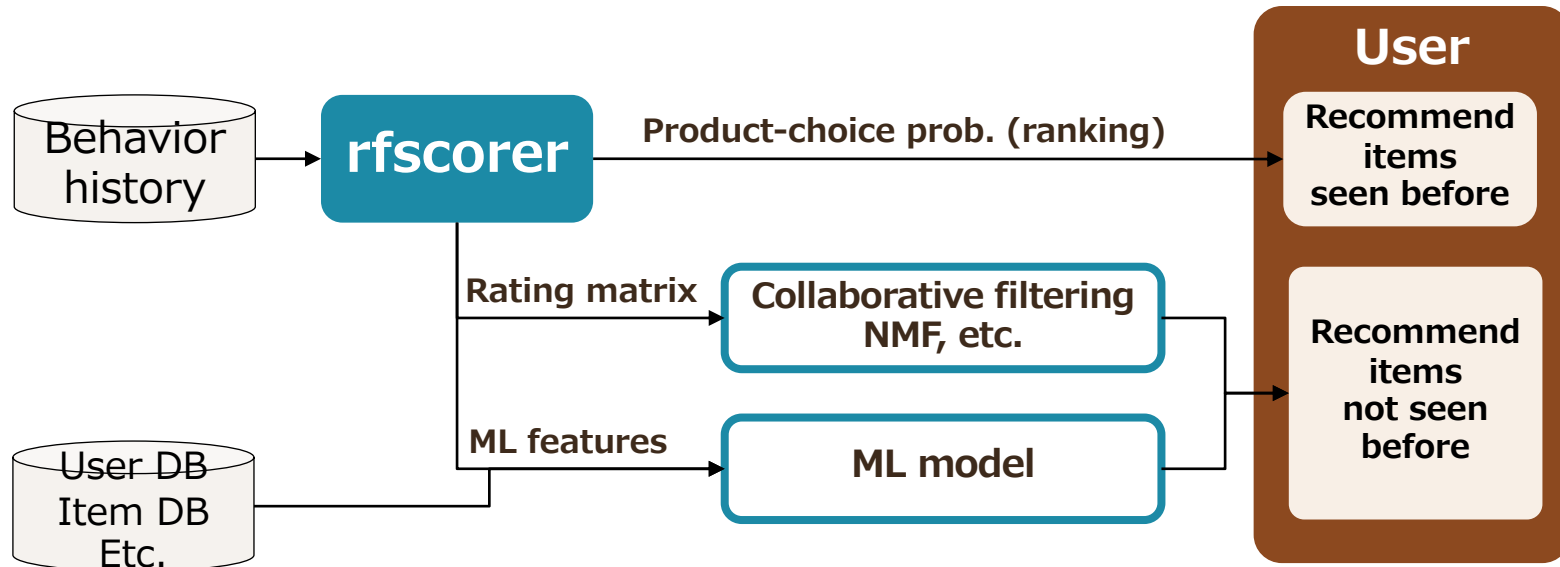 User
Behavior
history
rfscorer
Product-choice prob. (ranking)
Recommend
items
seen before
Rating matrix
Collaborative filtering
NMF, etc.
Recommend
items
not seen
before
User DB
Item DB
Etc.
ML features
ML model